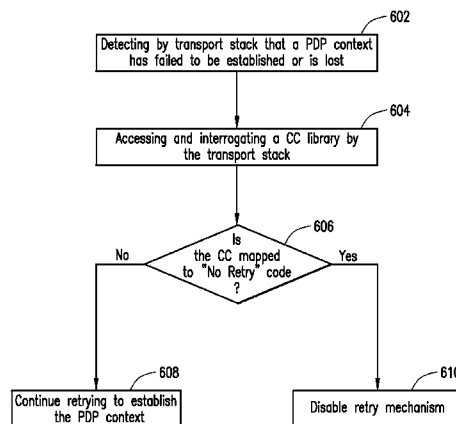 602
Detecting by transport stack that a PDP context
has failed to be established or is lost
604
Accessing and interrogating a CC library by
the transport stack
606
Is
the CC mapped
to "No Retry" code
?
No
Yes
608
Continue retrying to establish
the PDP context
610
Disable retry mechanism